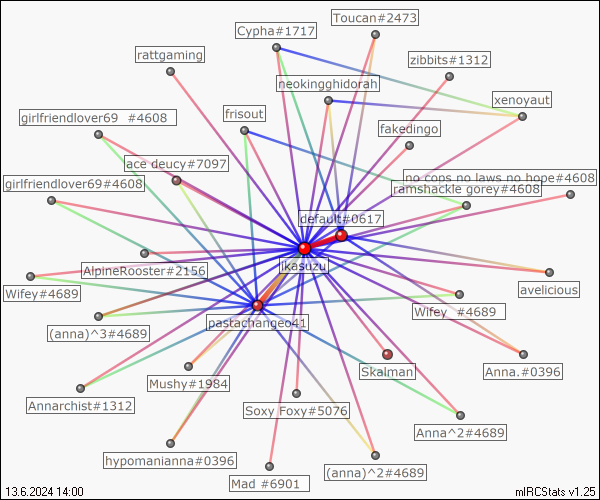 Toucan#2473
Cypha#1717
rattgaming
zibbits#1312
neokingghidorah
xenoyaut
girlfriendlover69 #4608
frisout
fakedingo
ace deucy#7097
no cops no laws no hope#4608
girlfriendlover69#4608
ramshackle gorey#4608
default#0617
jkasuzu
AlpineRooster#2156
avelicious
Wifey#4689
Wifey #4689
pastachangeo41
(anna)^3#4689
Skalman
Anna.#0396
Mushy#1984
Annarchist#1312
Soxy Foxy#5076
Anna^2#4689
hypomanianna#0396
(anna)^2#4689
Mad #6901
13.6.2024 14:00
mIRCStats v1.25